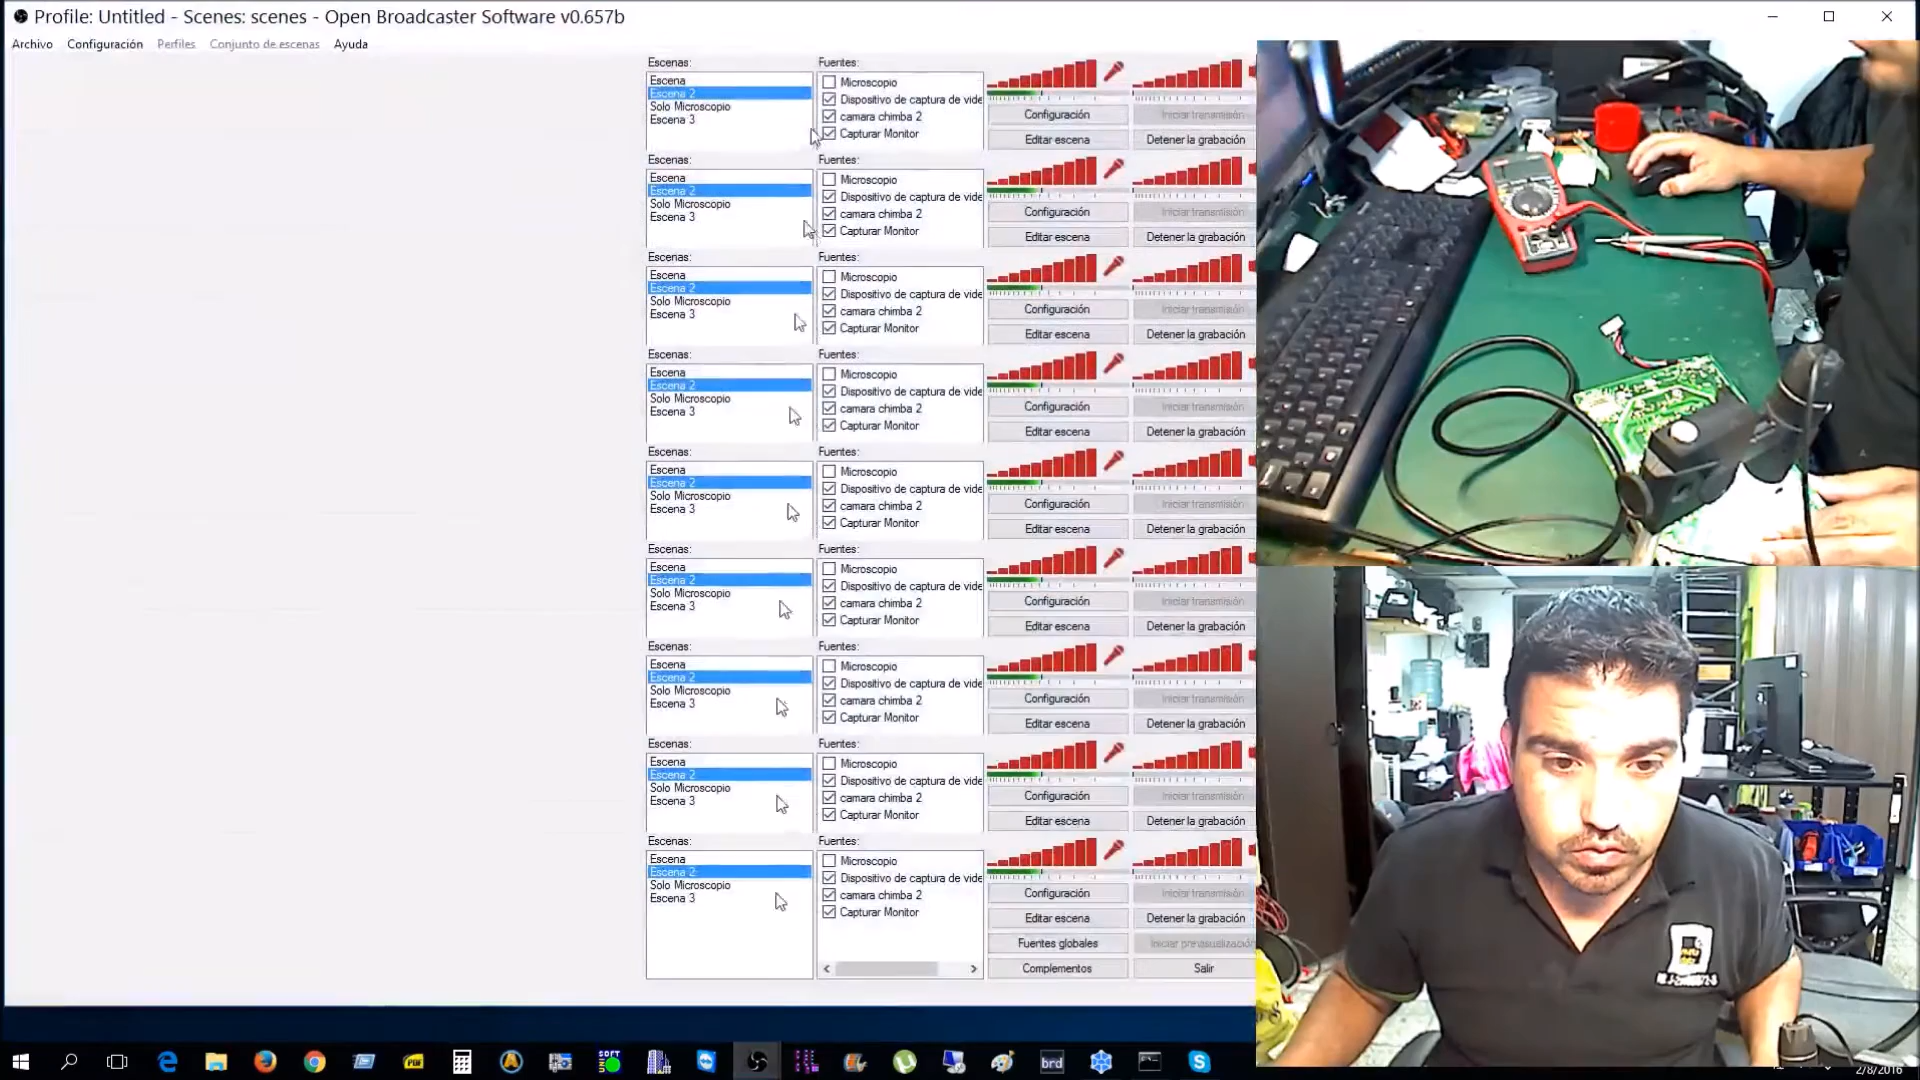 Profile: Untitled - Scenes: scenes - Open Broadcaster Software v0.657b
Archivo Configuración Perfiles Conjunto de escenas Ayuda
Escenas: Fuentes:
Escena
Escena 2
Solo Microscopio
Escena 3
Microscopio
Dispositivo de captura de vide
camara chimba 2
Capturar Monitor
Configuración Iniciar transmisión
Editar escena Detener la grabación
Escenas: Fuentes:
Escena
Escena 2
Solo Microscopio
Escena 3
Microscopio
Dispositivo de captura de vide
camara chimba 2
Capturar Monitor
Configuración Iniciar transmisión
Editar escena Detener la grabación
Escenas: Fuentes:
Escena
Escena 2
Solo Microscopio
Escena 3
Microscopio
Dispositivo de captura de vide
camara chimba 2
Capturar Monitor
Configuración Iniciar transmisión
Editar escena Detener la grabación
Escenas: Fuentes:
Escena
Escena 2
Solo Microscopio
Escena 3
Microscopio
Dispositivo de captura de vide
camara chimba 2
Capturar Monitor
Configuración Iniciar transmisión
Editar escena Detener la grabación
Escenas: Fuentes:
Escena
Escena 2
Solo Microscopio
Escena 3
Microscopio
Dispositivo de captura de vide
camara chimba 2
Capturar Monitor
Configuración Iniciar transmisión
Editar escena Detener la grabación
Escenas: Fuentes:
Escena
Escena 2
Solo Microscopio
Escena 3
Microscopio
Dispositivo de captura de vide
camara chimba 2
Capturar Monitor
Configuración Iniciar transmisión
Editar escena Detener la grabación
Escenas: Fuentes:
Escena
Escena 2
Solo Microscopio
Escena 3
Microscopio
Dispositivo de captura de vide
camara chimba 2
Capturar Monitor
Configuración Iniciar transmisión
Editar escena Detener la grabación
Escenas: Fuentes:
Escena
Escena 2
Solo Microscopio
Escena 3
Microscopio
Dispositivo de captura de vide
camara chimba 2
Capturar Monitor
Configuración Iniciar transmisión
Editar escena Detener la grabación
Escenas: Fuentes:
Escena
Escena 2
Solo Microscopio
Escena 3
Microscopio
Dispositivo de captura de vide
camara chimba 2
Capturar Monitor
Configuración Iniciar transmisión
Editar escena Detener la grabación
Fuentes globales Iniciar previsualización
Complementos Salir
PDF
SOFT
brd
2/8/2016